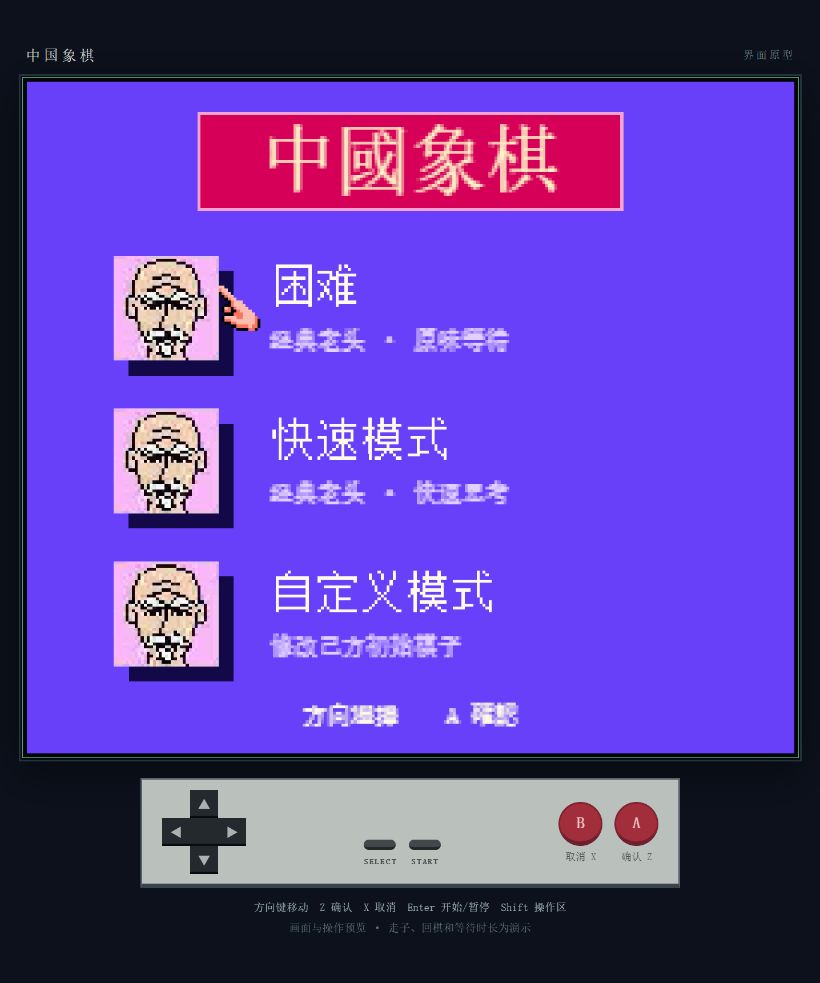 中国象棋
界面原型
中國象棋
困难
经典老头 · 原味等待
快速模式
经典老头 · 快速思考
自定义模式
修改己方初始棋子
方向選擇 A 確認
B A
SELECT START
取消 X 确认 Z
方向键移动 Z 确认 X 取消 Enter 开始/暂停 Shift 操作区
画面与操作预览 · 走子、回棋和等待时长为演示